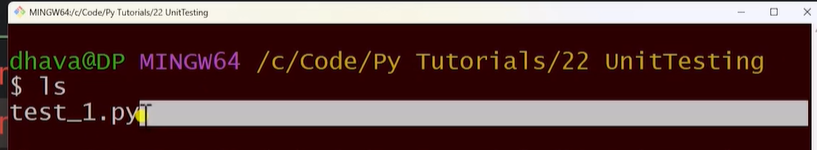 MINGW64:/c/Code/Py Tutorials/22 UnitTesting
dhava@DP MINGW64 /c/Code/Py Tutorials/22 UnitTesting
$ ls
test_1.py